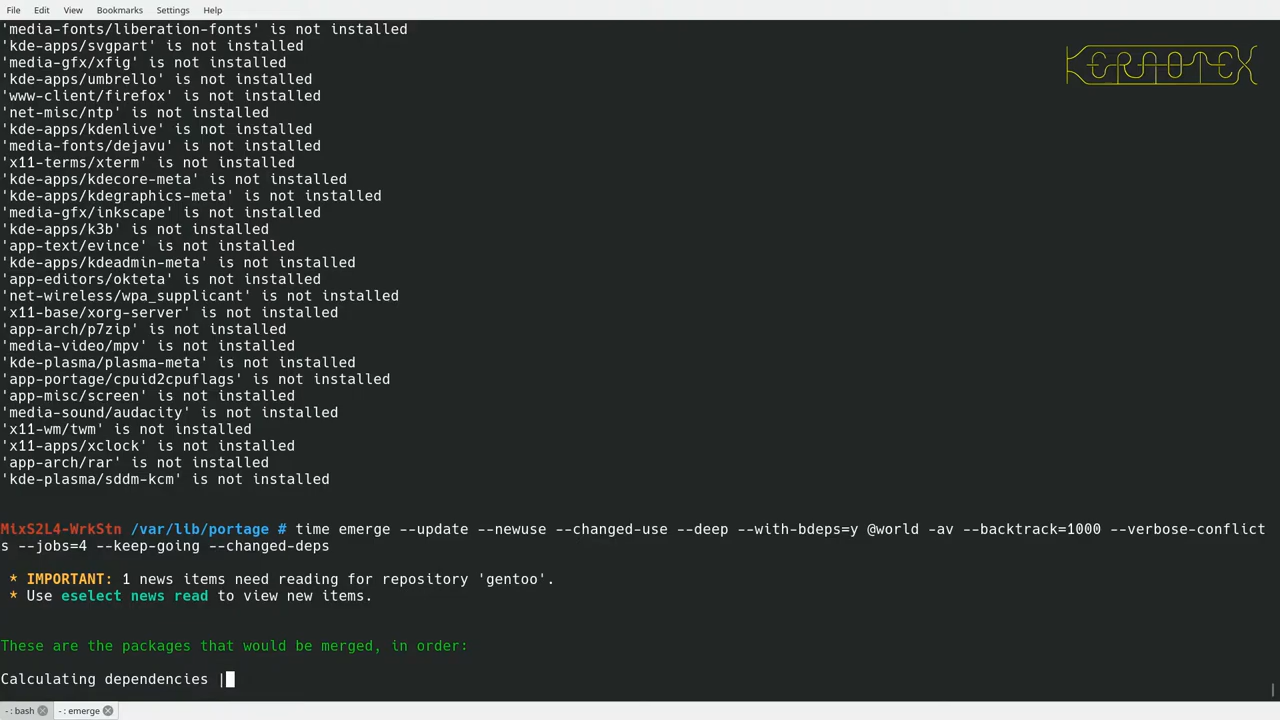 File Edit View Bookmarks Settings Help
'media-fonts/liberation-fonts' is not installed
'kde-apps/svgpart' is not installed
'media-gfx/xfig' is not installed
'kde-apps/umbrello' is not installed
'www-client/firefox' is not installed
'net-misc/ntp' is not installed
'kde-apps/kdenlive' is not installed
'media-fonts/dejavu' is not installed
'x11-terms/xterm' is not installed
'kde-apps/kdecore-meta' is not installed
'kde-apps/kdegraphics-meta' is not installed
'media-gfx/inkscape' is not installed
'kde-apps/k3b' is not installed
'app-text/evince' is not installed
'kde-apps/kdeadmin-meta' is not installed
'app-editors/okteta' is not installed
'net-wireless/wpa_supplicant' is not installed
'x11-base/xorg-server' is not installed
'app-arch/p7zip' is not installed
'media-video/mpv' is not installed
'kde-plasma/plasma-meta' is not installed
'app-portage/cpuid2cpuflags' is not installed
'app-misc/screen' is not installed
'media-sound/audacity' is not installed
'x11-wm/twm' is not installed
'x11-apps/xclock' is not installed
'app-arch/rar' is not installed
'kde-plasma/sddm-kcm' is not installed
MixS2L4-WrkStn /var/lib/portage # time emerge --update --newuse --changed-use --deep --with-bdeps=y @world -av --backtrack=1000 --verbose-conflict
s --jobs=4 --keep-going --changed-deps
* IMPORTANT: 1 news items need reading for repository 'gentoo'.
* Use eselect news read to view new items.
These are the packages that would be merged, in order:
Calculating dependencies |
- : bash - : emerge
KERAOTEX